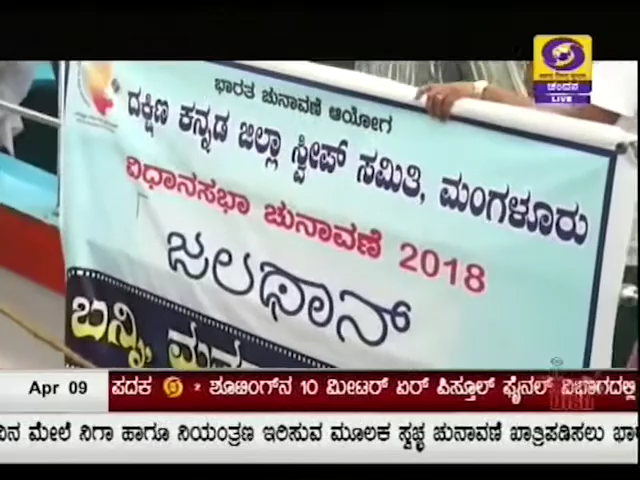 ಚಂದನ
LIVE
ಭಾರತ ಚುನಾವಣೆ ಆಯೋಗ
ದಕ್ಷಿಣ ಕನ್ನಡ ಜಿಲ್ಲಾ ಸ್ವೀಪ್ ಸಮಿತಿ, ಮಂಗಳೂರು
ವಿಧಾನಸಭಾ ಚುನಾವಣೆ 2018
ಜಲಥಾನ್
ಬನ್ನಿ,
Apr 09 ಪದಕ * ಶೂಟಿಂಗ್‌ನ 10 ಮೀಟರ್ ಏರ್ ಪಿಸ್ತೂಲ್ ಫೈನಲ್ ವಿಭಾಗದಲ್ಲಿ
ಮೇಲೆ ನಿಗಾ ಹಾಗೂ ನಿಯಂತ್ರಣ ಇರಿಸುವ ಮೂಲಕ ಸ್ವಚ್ಛ ಚುನಾವಣೆ ಖಾತ್ರಿಪಡಿಸಲು